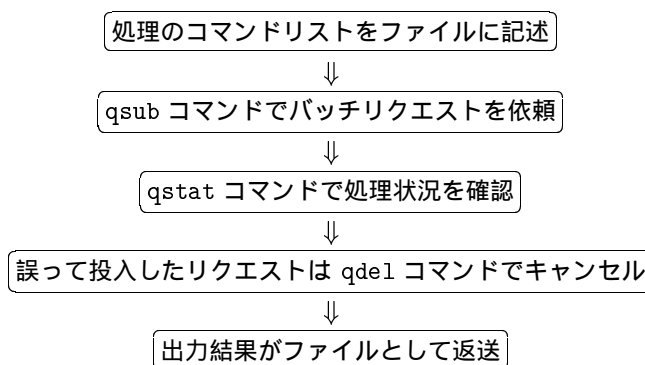 処理のコマンドリストをファイルに記述
⇓
qsub コマンドでバッチリクエストを依頼
⇓
qstat コマンドで処理状況を確認
⇓
誤って投入したリクエストは qdel コマンドでキャンセル
⇓
出力結果がファイルとして返送